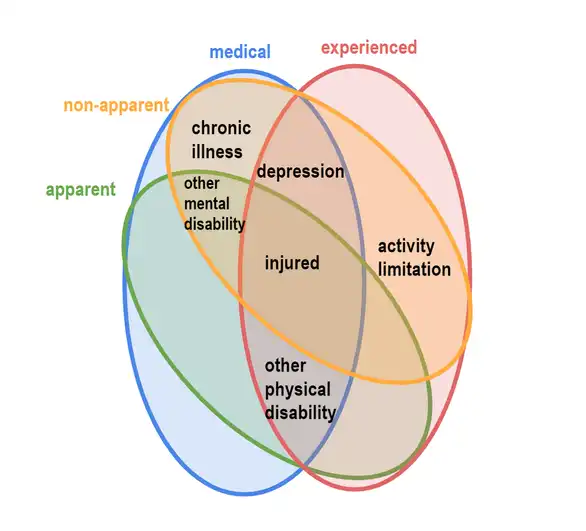 experienced
medical
non-apparent
chronic
illness
depression
apparent
other
mental
disability
activity
limitation
injured
other
physical
disability